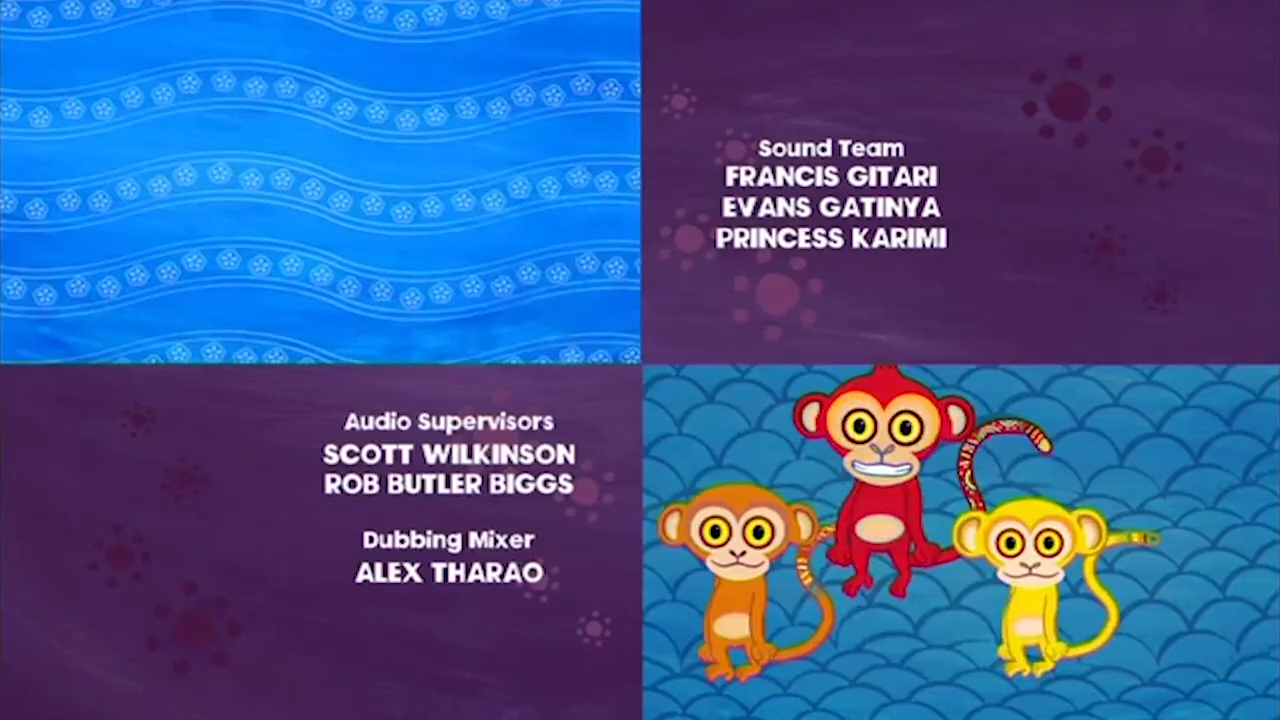 Sound Team
FRANCIS GITARI
EVANS GATINYA
PRINCESS KARIMI
Audio Supervisors
SCOTT WILKINSON
ROB BUTLER BIGGS
Dubbing Mixer
ALEX THARAO